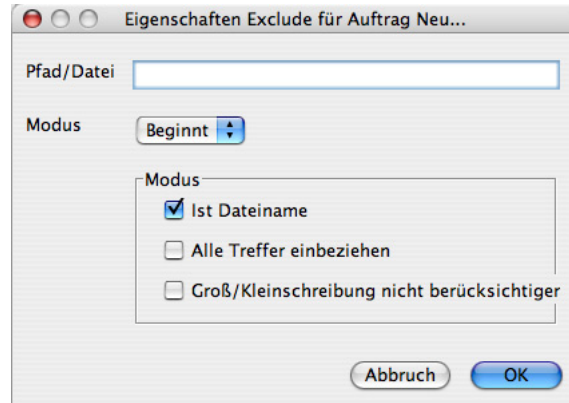 Eigenschaften Exclude für Auftrag Neu...
Pfad/Datei
Modus Beginnt
Modus
Ist Dateiname
Alle Treffer einbeziehen
Groß/Kleinschreibung nicht berücksichtiger
Abbruch OK